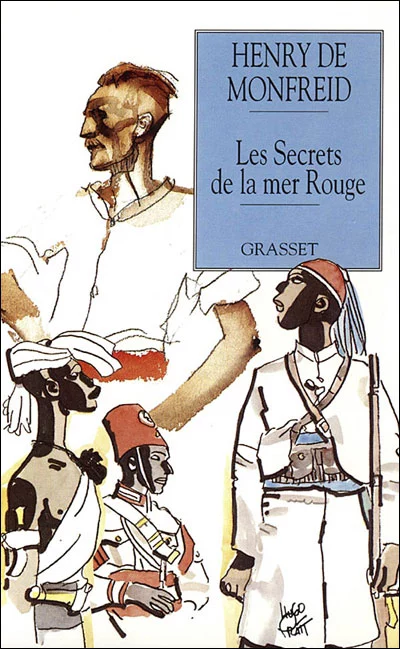 HENRY DE
MONFREID
Les Secrets
de la mer Rouge
GRASSET
HUGO
PRATT